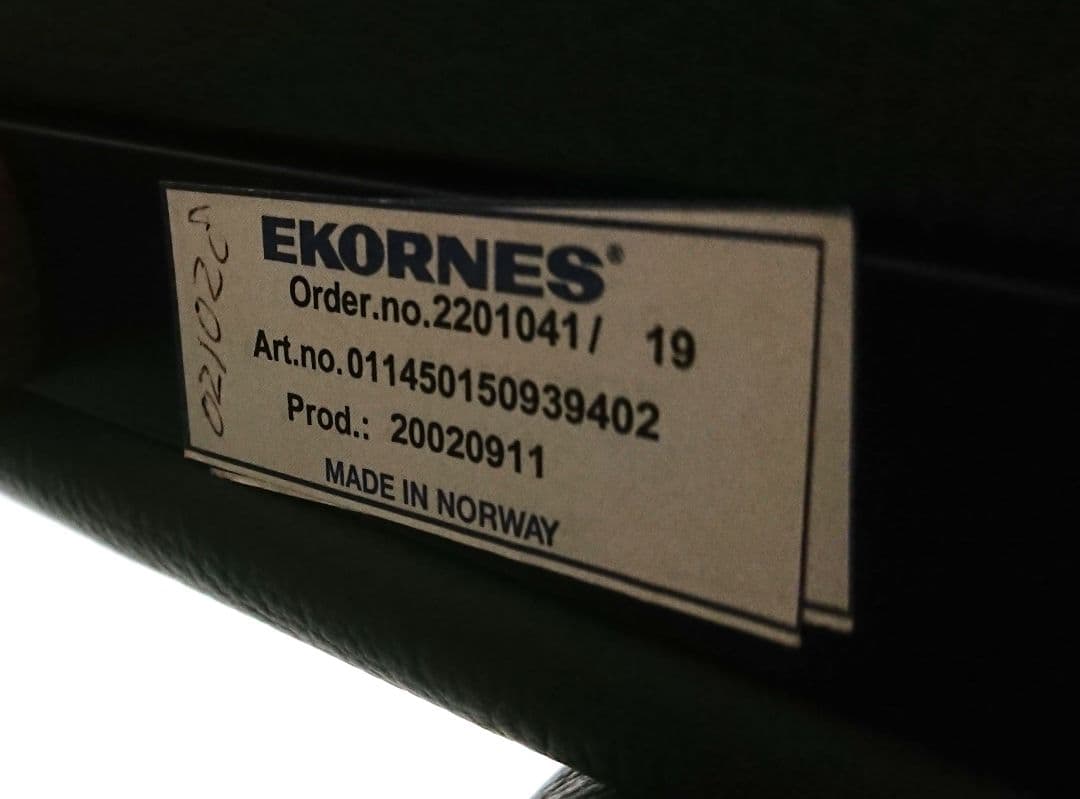 EKORNES®
Order.no.2201041/ 19
Art.no.011450150939402
Prod.: 20020911
MADE IN NORWAY